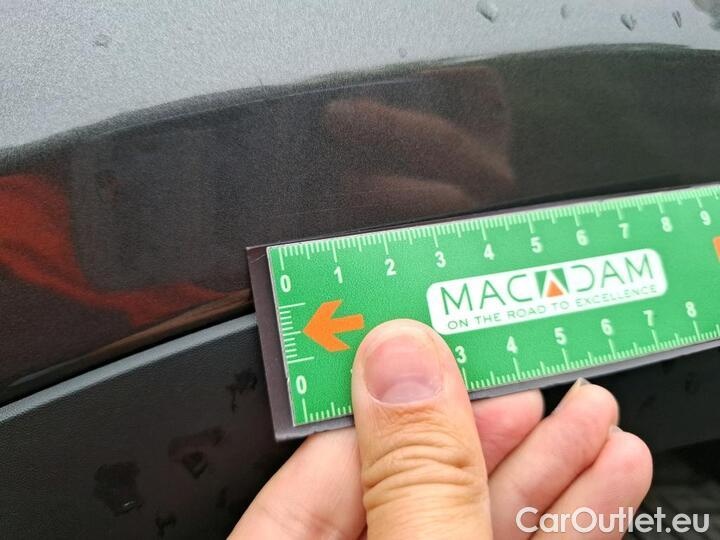 0 1 2 3 4 5 6 7 8 9
MACADAM
ON THE ROAD TO EXCELLENCE
0 3 4 5 6 7 8
CarOutlet.eu